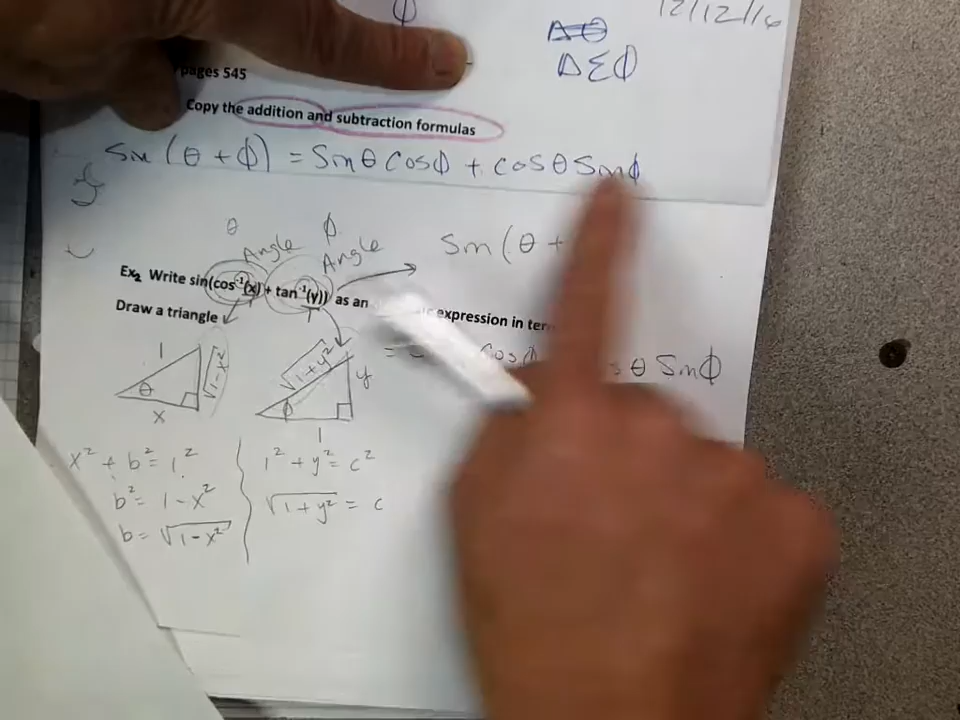 ϕ
12/12/16
Δθ
ΔΣϕ
pages 545
Copy the addition and subtraction formulas
Sin (θ + ϕ) = Sinθ Cosϕ + cosθ Sinϕ
θ ϕ
Angle Angle
Sin (θ +
Ex2 Write sin(cos⁻¹(x) + tan⁻¹(y)) as an expression in
Draw a triangle
= Cosϕ θ Sinϕ
1 θ x √1-x²
√1+y² ϕ y 1
x² + b² = 1² 1² + y² = c²
b² = 1 - x² √1+y² = c
b = √1-x²